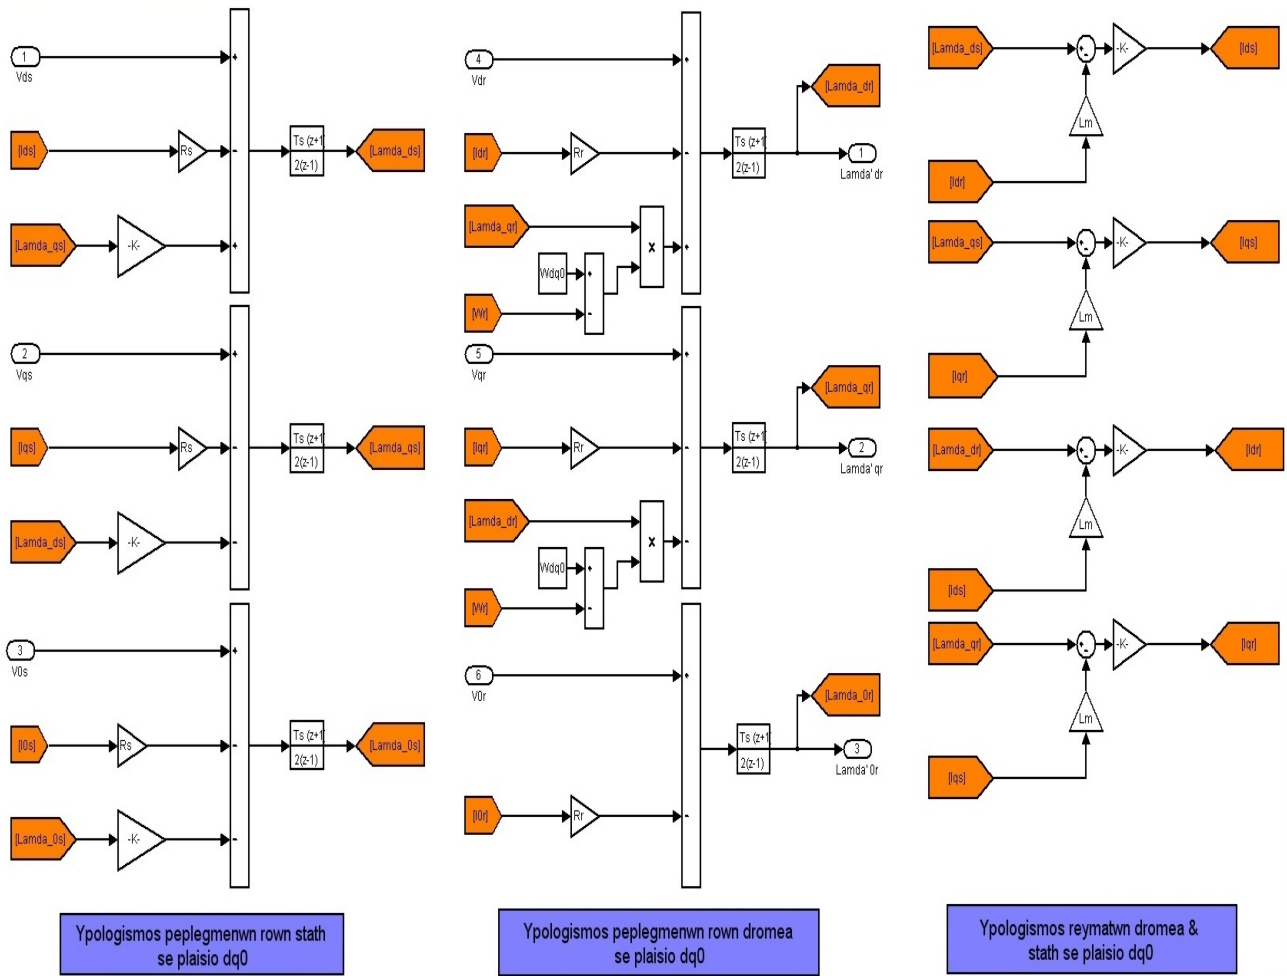 1
Vds
[Ids]
Rs
[Lamda_qs]
-K-
+
-
+
Ts (z+1
2(z-1)
[Lamda_ds]
2
Vqs
[Iqs]
Rs
[Lamda_ds]
-K-
+
-
-
Ts (z+1
2(z-1)
[Lamda_qs]
3
V0s
[I0s]
Rs
[Lamda_0s]
-K-
+
-
-
Ts (z+1
2(z-1)
[Lamda_0s]
Ypologismos peplegmenwn rown stath
se plaisio dq0
4
Vdr
[Idr]
Rr
[Lamda_qr]
Wdq0
[Wr]
+
-
x
+
-
+
Ts (z+1
2(z-1)
[Lamda_dr]
1
Lamda' dr
5
Vqr
[Iqr]
Rr
[Lamda_dr]
Wdq0
[Wr]
+
-
x
+
-
-
Ts (z+1
2(z-1)
[Lamda_qr]
2
Lamda' qr
6
V0r
[I0r]
Rr
+
-
Ts (z+1
2(z-1)
[Lamda_0r]
3
Lamda' 0r
Ypologismos peplegmenwn rown dromea
se plaisio dq0
[Lamda_ds]
+
-
-K-
[Ids]
Lm
[Idr]
[Lamda_qs]
+
-
-K-
[Iqs]
Lm
[Iqr]
[Lamda_dr]
+
-
-K-
[Idr]
Lm
[Ids]
[Lamda_qr]
+
-
-K-
[Iqr]
Lm
[Iqs]
Ypologismos reymatwn dromea &
stath se plaisio dq0